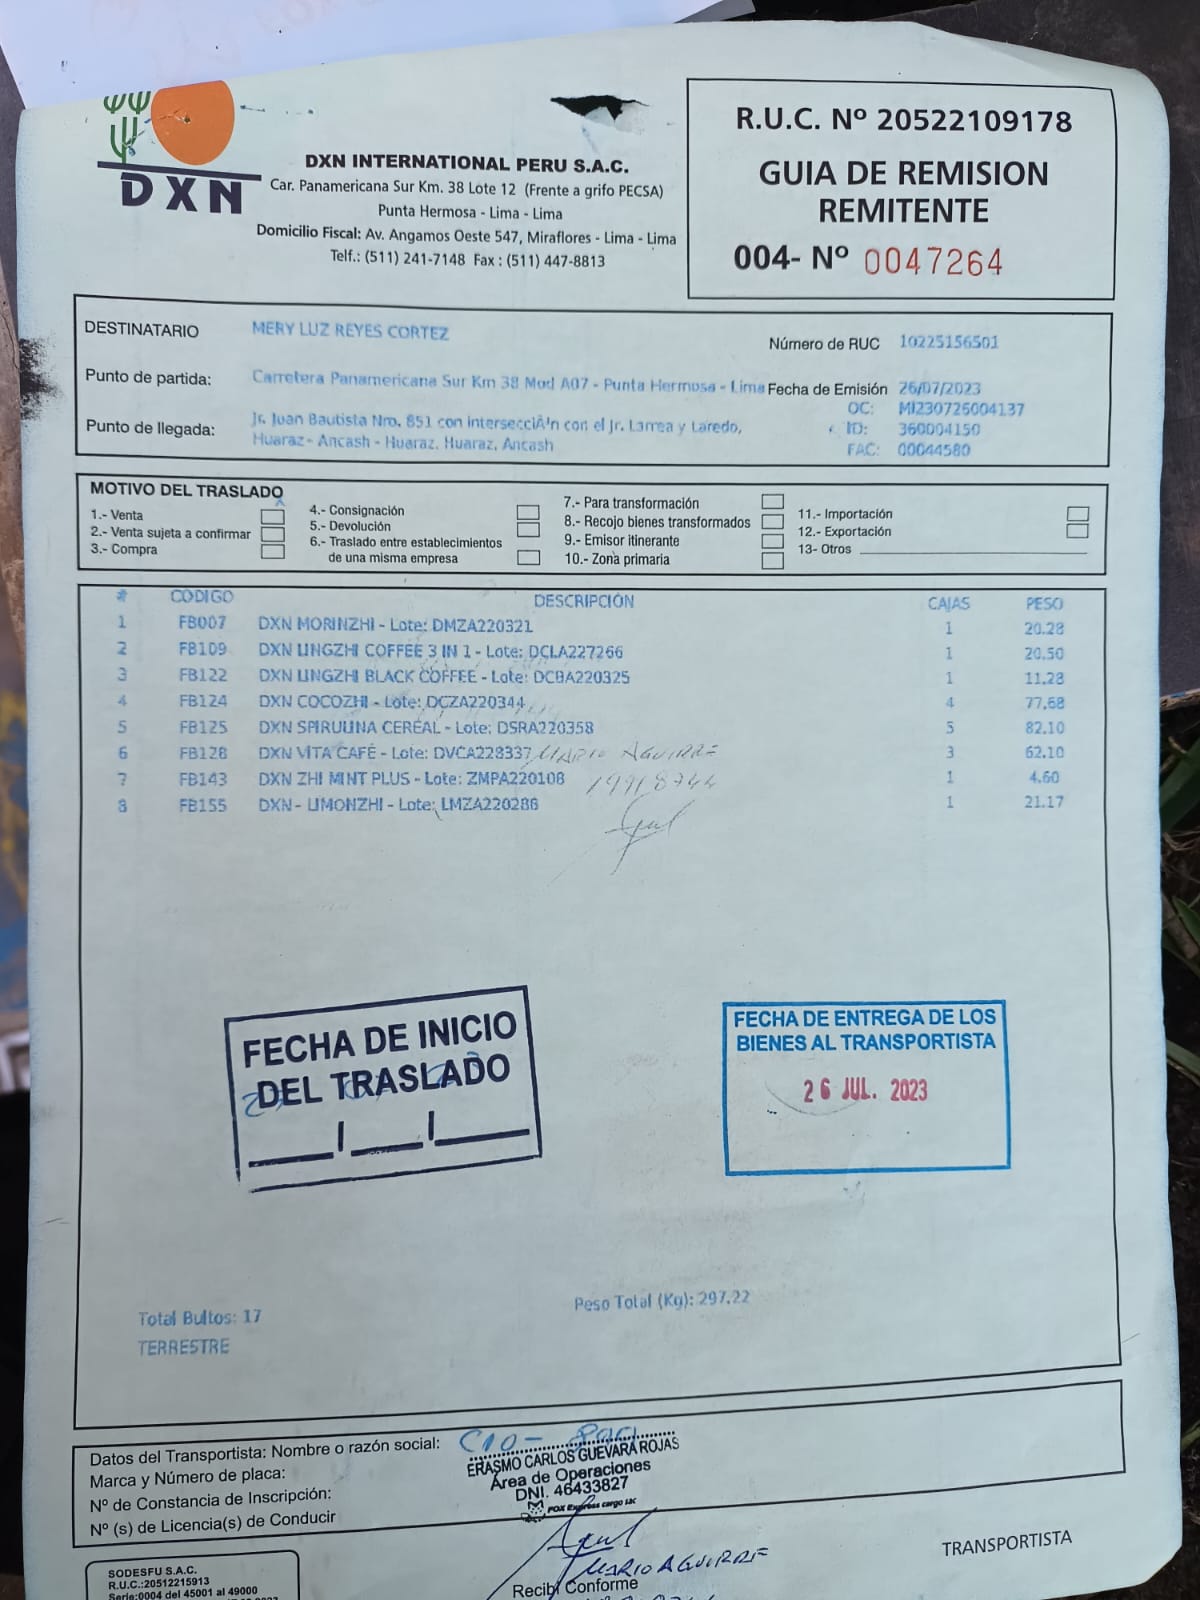 DXN
DXN INTERNATIONAL PERU S.A.C.
Car. Panamericana Sur Km. 38 Lote 12 (Frente a grifo PECSA)
Punta Hermosa - Lima - Lima
Domicilio Fiscal: Av. Angamos Oeste 547, Miraflores - Lima - Lima
Telf.: (511) 241-7148 Fax : (511) 447-8813
R.U.C. Nº 20522109178
GUIA DE REMISION
REMITENTE
004- Nº 0047264
DESTINATARIO MERY LUZ REYES CORTEZ
Número de RUC 10225156501
Punto de partida: Carretera Panamericana Sur Km 38 Mod A07 - Punta Hermosa - Lima
Fecha de Emisión 26/07/2023
OC: MI230726004137
Punto de llegada: Jr. Juan Bautista Nro. 851 con intersecciÃ³n con el Jr. Larrea y Laredo,
Huaraz- Ancash - Huaraz, Huaraz, Ancash
ID: 360004150
FAC: 00044580
MOTIVO DEL TRASLADO
1.- Venta
2.- Venta sujeta a confirmar
3.- Compra
4.- Consignación
5.- Devolución
6.- Traslado entre establecimientos
de una misma empresa
7.- Para transformación
8.- Recojo bienes transformados
9.- Emisor itinerante
10.- Zona primaria
11.- Importación
12.- Exportación
13- Otros
# CODIGO DESCRIPCIÓN CAJAS PESO
1 FB007 DXN MORINZHI - Lote: DMZA220321 1 20.28
2 FB109 DXN LINGZHI COFFEE 3 IN 1 - Lote: DCLA227266 1 20.50
3 FB122 DXN LINGZHI BLACK COFFEE - Lote: DCBA220325 1 11.28
4 FB124 DXN COCOZHI - Lote: DCZA220344 4 77.68
5 FB125 DXN SPIRULINA CEREAL - Lote: DSRA220358 5 82.10
6 FB128 DXN VITA CAFÉ - Lote: DVCA228337 3 62.10
MARIO AGUIRRE
7 FB143 DXN ZHI MINT PLUS - Lote: ZMPA220108 1 4.60
19918744
8 FB155 DXN - LIMONZHI - Lote: LMZA220286 1 21.17
FECHA DE INICIO
DEL TRASLADO
FECHA DE ENTREGA DE LOS
BIENES AL TRANSPORTISTA
26 JUL. 2023
Total Bultos: 17
Peso Total (Kg): 297.22
TERRESTRE
Datos del Transportista: Nombre o razón social:
Marca y Número de placa:
Nº de Constancia de Inscripción:
Nº (s) de Licencia(s) de Conducir
ERASMO CARLOS GUEVARA ROJAS
Área de Operaciones
DNI. 46433827
FOX Express cargo sac
MARIO AGUIRRE
Recibí Conforme
TRANSPORTISTA
SODESFU S.A.C.
R.U.C.:20512215913
Serie:0004 del 45001 al 49000